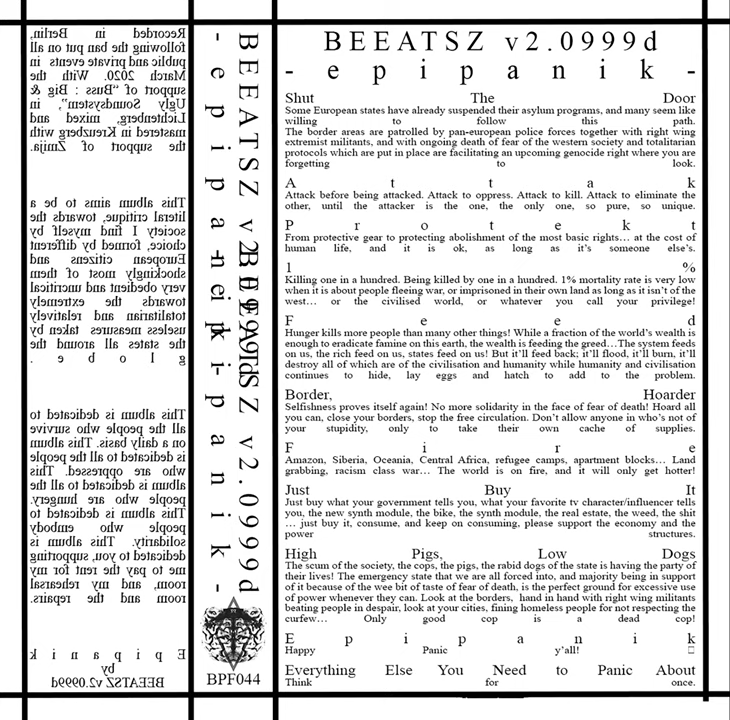 Recorded in Berlin,
following the ban put on all
public and private events in
March 2020. With the
support of “Buss : Big &
Ugly Soundsystem”, in
Lichtenberg, mixed and
mastered in Kreuzberg with
the support of Zmija.
This album aims to be a
literal critique, towards the
society I find myself by
choice, formed by different
European citizens and
shockingly most of them
very obedient and uncritical
towards the extremely
totalitarian and relatively
useless measures taken by
the states all around the
g l o b e .
This album is dedicated to
all the people who survive
on a daily basis. This album
is dedicated to all the people
who are oppressed. This
album is dedicated to all the
people who are hungery.
This album is dedicated to
people who embody
solidarity. This album is
dedicated to you, supporting
me to pay the rent for my
room, and my rehearsal
room and the repairs.
E p i p a n i k
by
BEEATSZ v2.0999d
BEEATSZ v2.0999d
- e p i p a n i k -
BEEATSZ v2.0999d
- e p i p a n i k -
BPF044
BEEATSZ v2.0999d
- e p i p a n i k -
Shut The Door
Some European states have already suspended their asylum programs, and many seem like
willing to follow this path.
The border areas are patrolled by pan-european police forces together with right wing
extremist militants, and with ongoing death of fear of the western society and totalitarian
protocols which are put in place are facilitating an upcoming genocide right where you are
forgetting to look.
A t t a k
Attack before being attacked. Attack to oppress. Attack to kill. Attack to eliminate the
other, until the attacker is the one, the only one, so pure, so unique.
P r o t e k t
From protective gear to protecting abolishment of the most basic rights… at the cost of
human life, and it is ok, as long as it’s someone else’s.
1 %
Killing one in a hundred. Being killed by one in a hundred. 1% mortality rate is very low
when it is about people fleeing war, or imprisoned in their own land as long as it isn’t of the
west… or the civilised world, or whatever you call your privilege!
F e e d
Hunger kills more people than many other things! While a fraction of the world’s wealth is
enough to eradicate famine on this earth, the wealth is feeding the greed…The system feeds
on us, the rich feed on us, states feed on us! But it’ll feed back; it’ll flood, it’ll burn, it’ll
destroy all of which are of the civilisation and humanity while humanity and civilisation
continues to hide, lay eggs and hatch to add to the problem.
Border, Hoarder
Selfishness proves itself again! No more solidarity in the face of fear of death! Hoard all
you can, close your borders, stop the free circulation. Don’t allow anyone in who’s not of
your stupidity, only to take their own cache of supplies.
F i r e
Amazon, Siberia, Oceania, Central Africa, refugee camps, apartment blocks… Land
grabbing, racism class war… The world is on fire, and it will only get hotter!
Just Buy It
Just buy what your government tells you, what your favorite tv character/influencer tells
you, the new synth module, the bike, the synth module, the real estate, the weed, the shit
… just buy it, consume, and keep on consuming, please support the economy and the
power structures.
High Pigs, Low Dogs
The scum of the society, the cops, the pigs, the rabid dogs of the state is having the party of
their lives! The emergency state that we are all forced into, and majority being in support
of it because of the wee bit of taste of fear of death, is the perfect ground for excessive use
of power whenever they can. Look at the borders, hand in hand with right wing militants
beating people in despair, look at your cities, fining homeless people for not respecting the
curfew… Only good cop is a dead cop!
E p i p a n i k
Happy Panic y’all! □
Everything Else You Need to Panic About
Think for once.